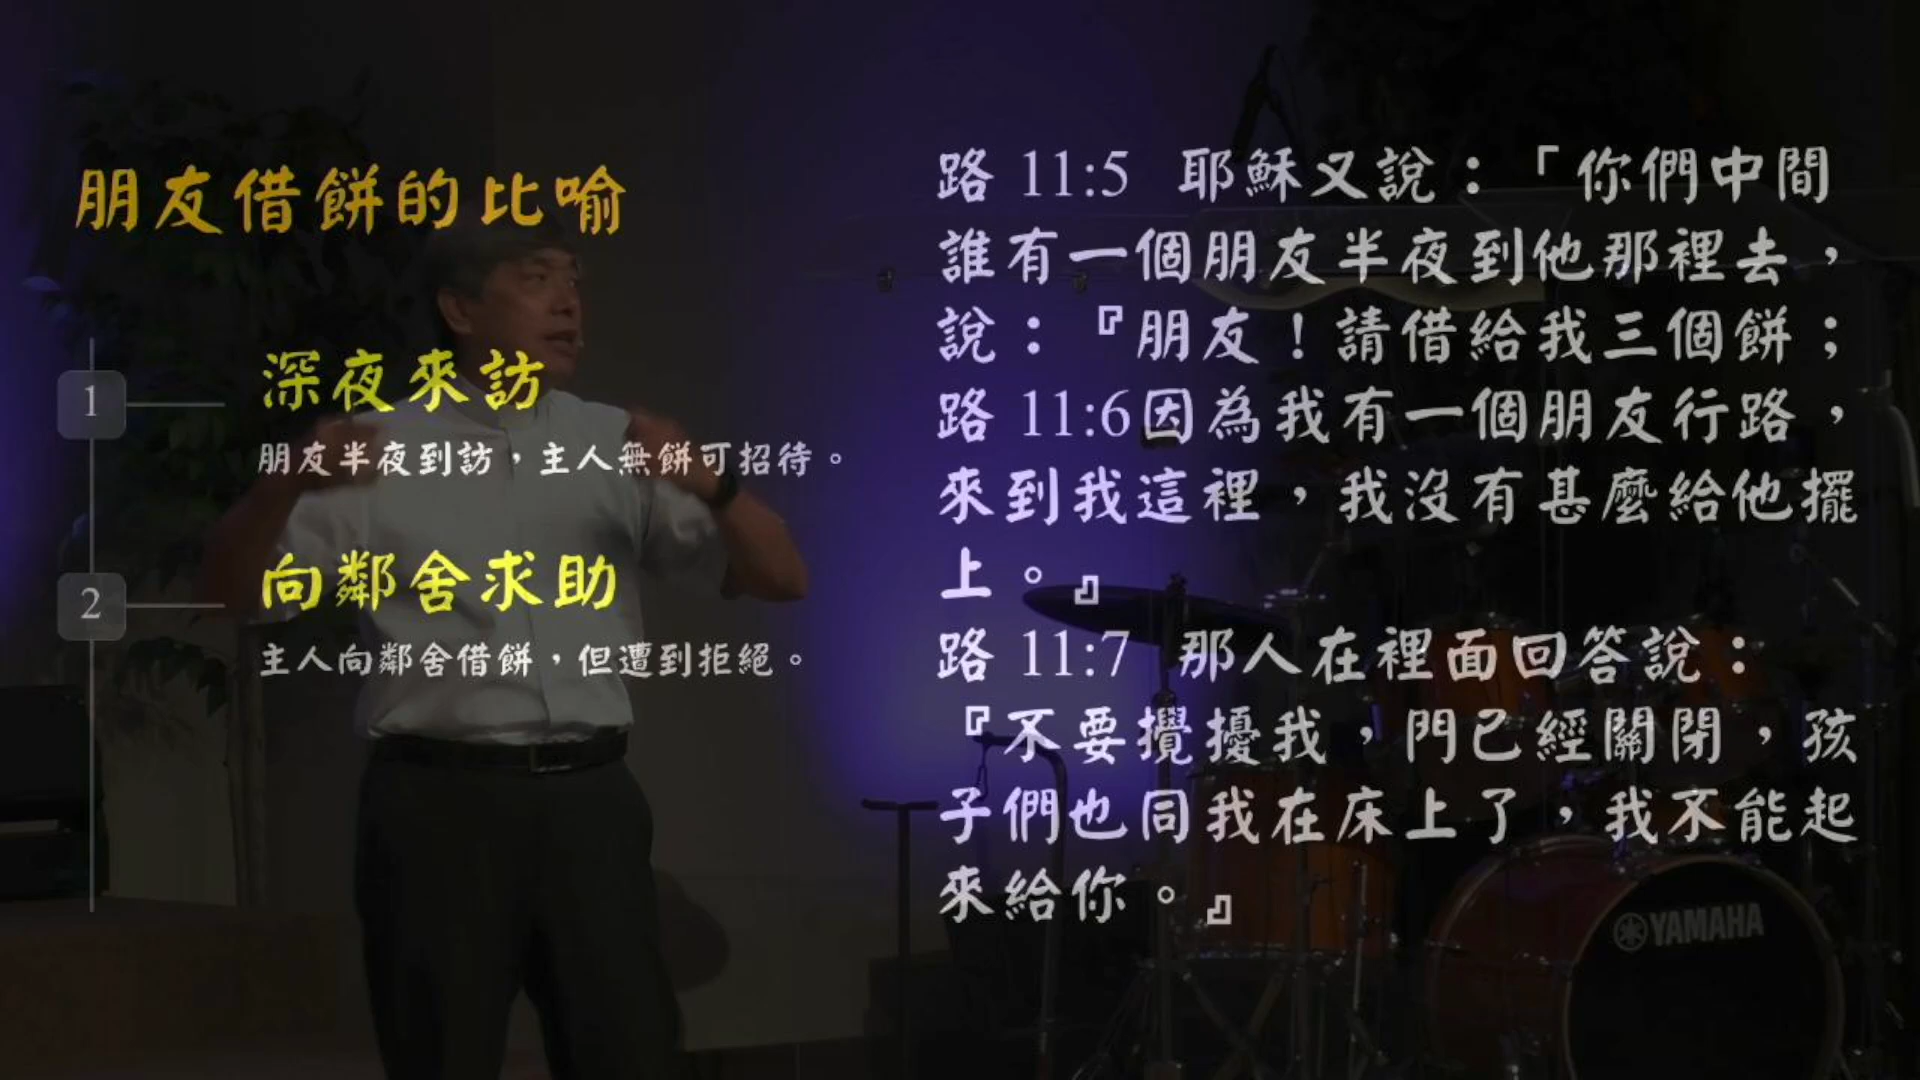 朋友借餅的比喻
1
深夜來訪
朋友半夜到訪，主人無餅可招待。
2
向鄰舍求助
主人向鄰舍借餅，但遭到拒絕。
路 11:5 耶穌又說：「你們中間
誰有一個朋友半夜到他那裡去，
說：『朋友！請借給我三個餅；
路 11:6因為我有一個朋友行路，
來到我這裡，我沒有甚麼給他擺
上。』
路 11:7 那人在裡面回答說：
『不要攪擾我，門已經關閉，孩
子們也同我在床上了，我不能起
來給你。』
YAMAHA